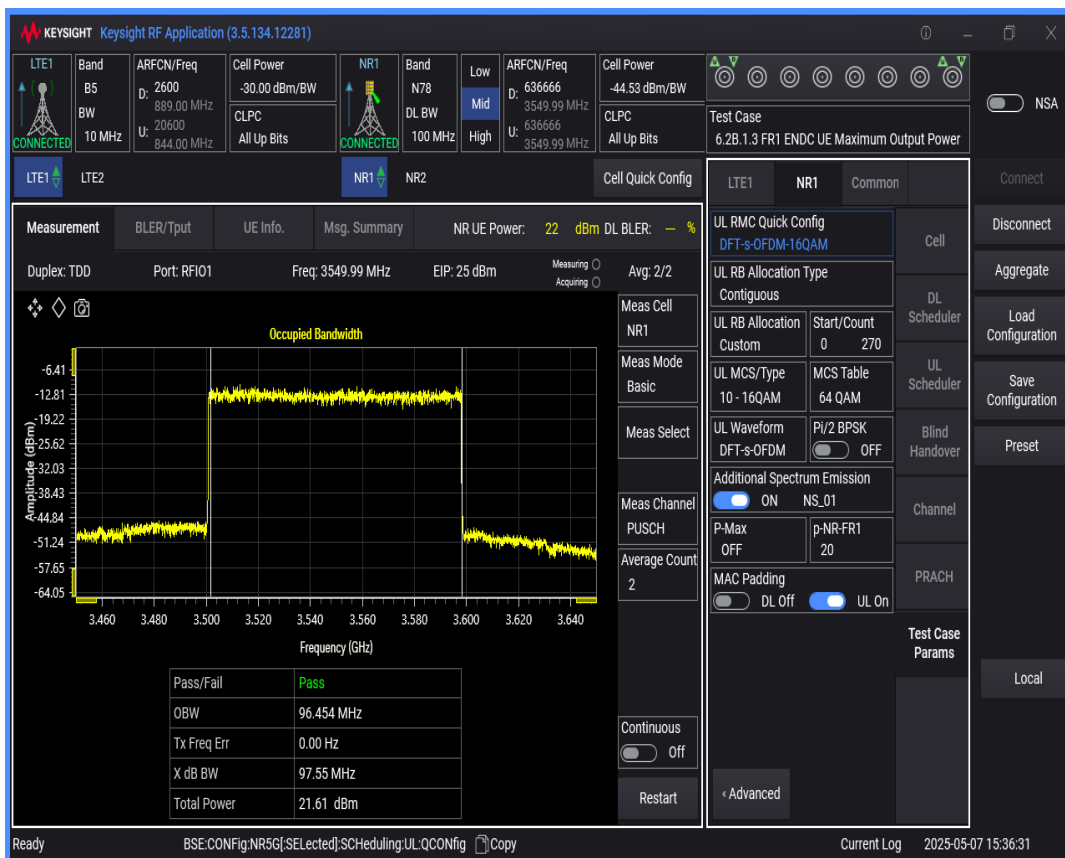 KEYSIGHT Keysight RF Application (3.5.134.12281)
LTE1
CONNECTED
Band
B5
BW
10 MHz
ARFCN/Freq
D: 2600
889.00 MHz
U: 20600
844.00 MHz
Cell Power
-30.00 dBm/BW
CLPC
All Up Bits
NR1
CONNECTED
Band
N78
DL BW
100 MHz
Low
Mid
High
ARFCN/Freq
D: 636666
3549.99 MHz
U: 636666
3549.99 MHz
Cell Power
-44.53 dBm/BW
CLPC
All Up Bits
Test Case
6.2B.1.3 FR1 ENDC UE Maximum Output Power
NSA
LTE1 LTE2 NR1 NR2 Cell Quick Config
Measurement BLER/Tput UE Info. Msg. Summary NR UE Power: 22 dBm DL BLER: — %
Duplex: TDD Port: RFIO1 Freq: 3549.99 MHz EIP: 25 dBm Measuring Acquiring Avg: 2/2
Occupied Bandwidth
Amplitude (dBm)
-6.41
-12.81
-19.22
-25.62
-32.03
-38.43
-44.84
-51.24
-57.65
-64.05
3.460 3.480 3.500 3.520 3.540 3.560 3.580 3.600 3.620 3.640
Frequency (GHz)
Pass/Fail Pass
OBW 96.454 MHz
Tx Freq Err 0.00 Hz
X dB BW 97.55 MHz
Total Power 21.61 dBm
Meas Cell
NR1
Meas Mode
Basic
Meas Select
Meas Channel
PUSCH
Average Count
2
Continuous
Off
Restart
LTE1 NR1 Common
UL RMC Quick Config
DFT-s-OFDM-16QAM
UL RB Allocation Type
Contiguous
UL RB Allocation
Custom
Start/Count
0 270
UL MCS/Type
10 - 16QAM
MCS Table
64 QAM
UL Waveform
DFT-s-OFDM
Pi/2 BPSK
OFF
Additional Spectrum Emission
ON NS_01
P-Max
OFF
p-NR-FR1
20
MAC Padding
DL Off UL On
‹ Advanced
Cell
DL
Scheduler
UL
Scheduler
Blind
Handover
Channel
PRACH
Test Case
Params
Connect
Disconnect
Aggregate
Load
Configuration
Save
Configuration
Preset
Local
Ready BSE:CONFig:NR5G[:SELected]:SCHeduling:UL:QCONfig Copy Current Log 2025-05-07 15:36:31